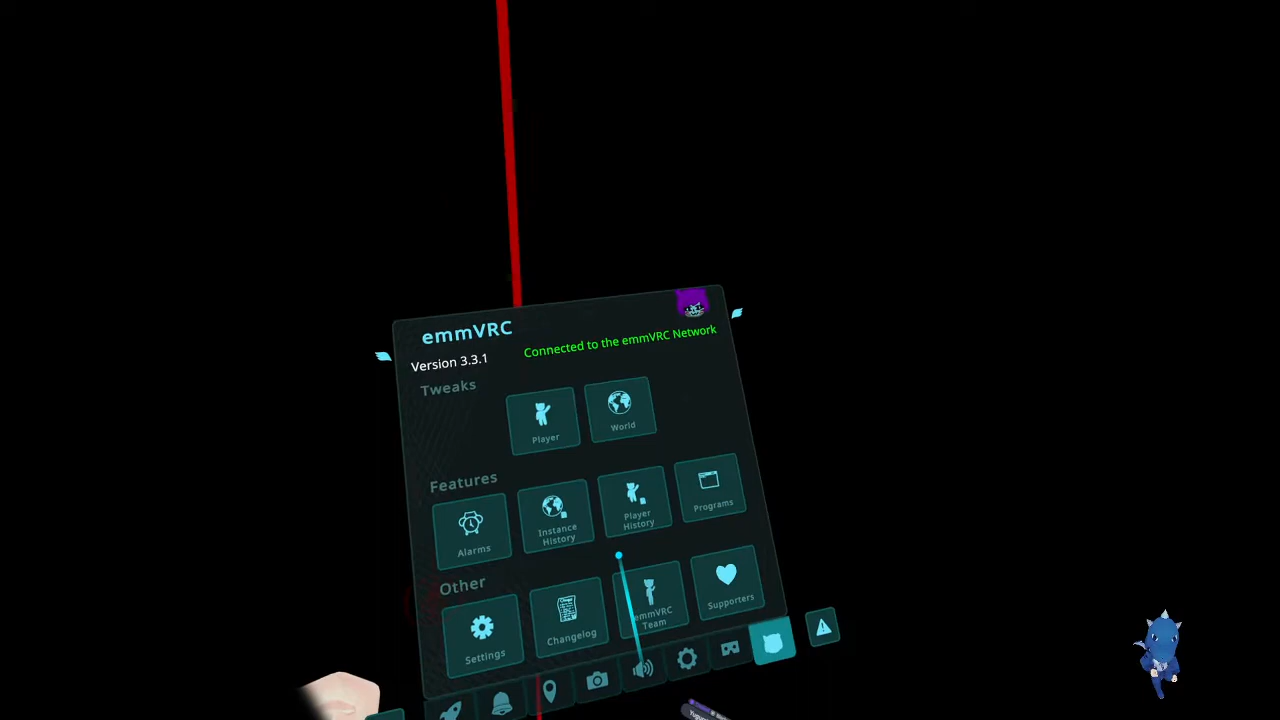 emmVRC
Version 3.3.1
Connected to the emmVRC Network
Tweaks
Player
World
Features
Alarms
Instance
History
Player
History
Programs
Other
Settings
Changelog
emmVRC
Team
Supporters